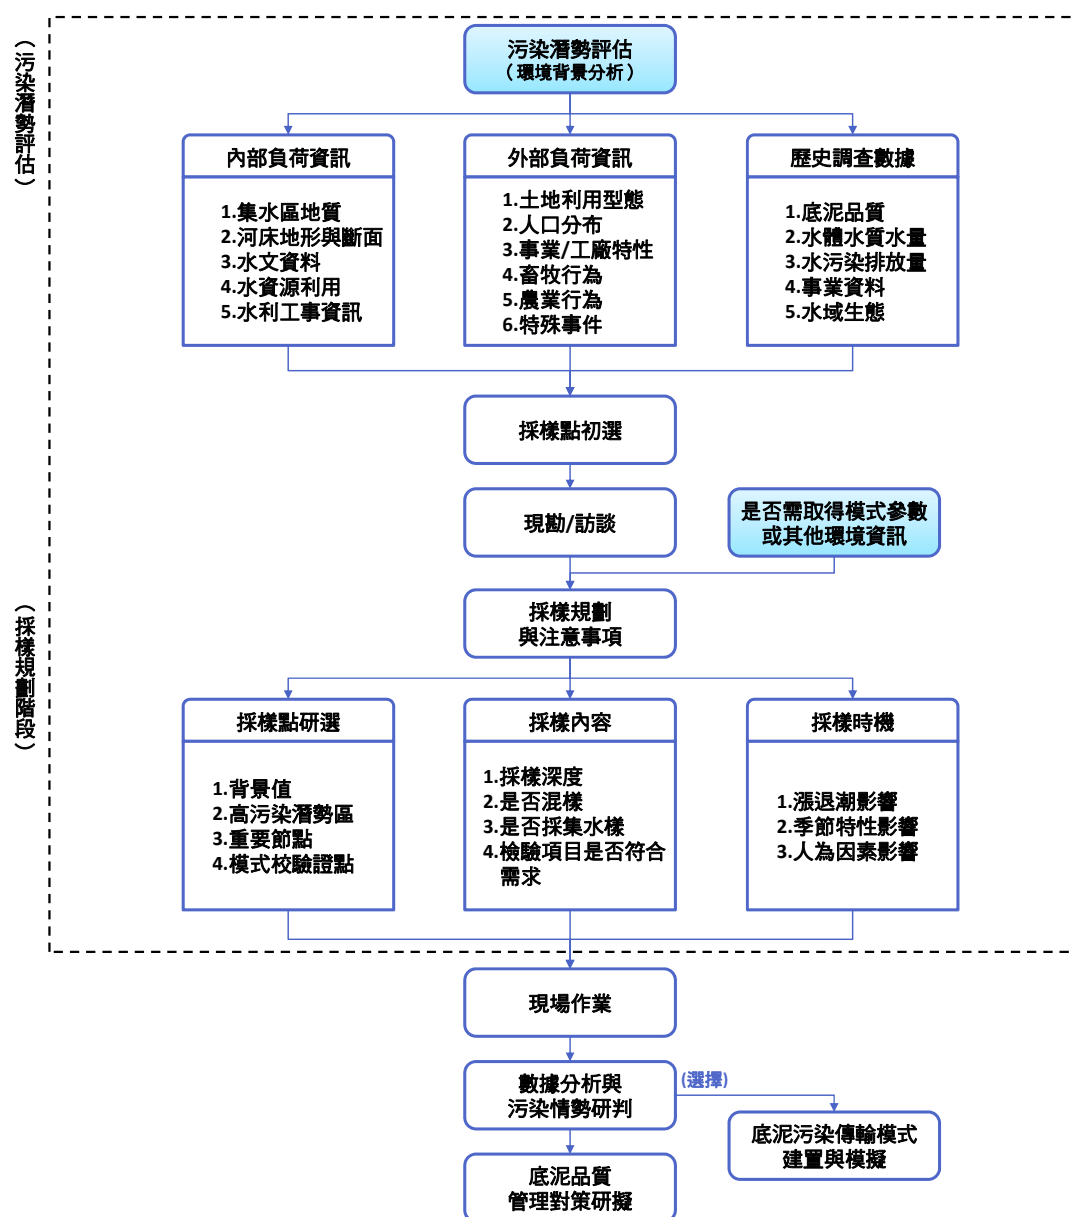 （污染潛勢評估）
污染潛勢評估
（環境背景分析）
內部負荷資訊
1.集水區地質
2.河床地形與斷面
3.水文資料
4.水資源利用
5.水利工事資訊
外部負荷資訊
1.土地利用型態
2.人口分布
3.事業/工廠特性
4.畜牧行為
5.農業行為
6.特殊事件
歷史調查數據
1.底泥品質
2.水體水質水量
3.水污染排放量
4.事業資料
5.水域生態
採樣點初選
現勘/訪談
是否需取得模式參數
或其他環境資訊
（採樣規劃階段）
採樣規劃
與注意事項
採樣點研選
1.背景值
2.高污染潛勢區
3.重要節點
4.模式校驗證點
採樣內容
1.採樣深度
2.是否混樣
3.是否採集水樣
4.檢驗項目是否符合
需求
採樣時機
1.漲退潮影響
2.季節特性影響
3.人為因素影響
現場作業
數據分析與
污染情勢研判
(選擇)
底泥污染傳輸模式
建置與模擬
底泥品質
管理對策研擬